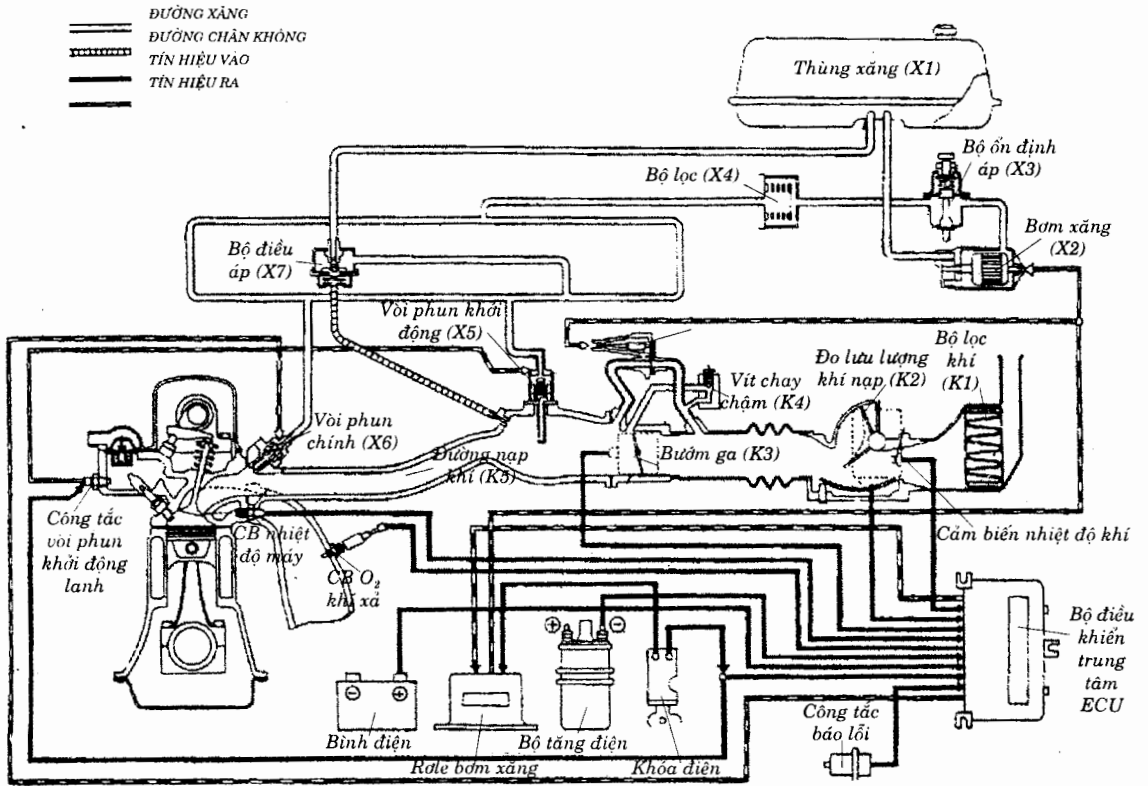 ĐƯỜNG XĂNG
ĐƯỜNG CHÂN KHÔNG
TÍN HIỆU VÀO
TÍN HIỆU RA
Thùng xăng (X1)
Bộ ổn định
áp (X3)
Bộ lọc (X4)
Bơm xăng
(X2)
Bộ điều
áp (X7)
Vòi phun khởi
động (X5)
Bộ lọc
khí
(K1)
Đo lưu lượng
khí nạp (K2)
Vít chạy
chậm (K4)
Vòi phun
chính (X6)
Bướm ga (K3)
Đường nạp
khí (K5)
Công tắc
vòi phun
khởi động
lanh
CB nhiệt
độ máy
Cảm biến nhiệt độ khí
CB O₂
khí xả
Bộ điều
khiển
trung
tâm
ECU
⊕ ⊖
⊖ ⊕
Công tắc
báo lỗi
Bình điện
Rơle bơm xăng
Bộ tăng điện
Khóa điện